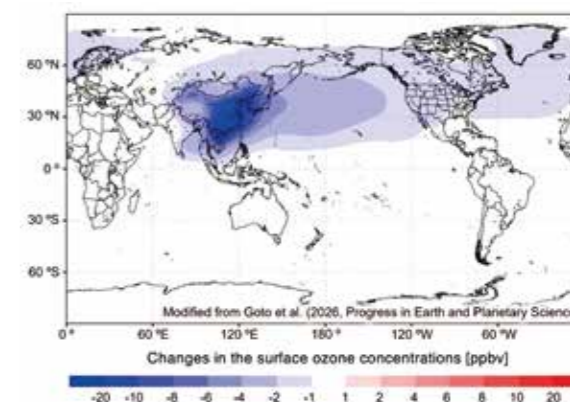 60 °N
30 °N
0 °
30 °S
60 °S
Modified from Goto et al. (2026, Progress in Earth and Planetary Science
0 ° 60 °E 120 °E 180 ° 120 °W 60 °W
Changes in the surface ozone concentrations [ppbv]
-20 -10 -8 -6 -4 -2 -1 1 2 4 6 8 10 20